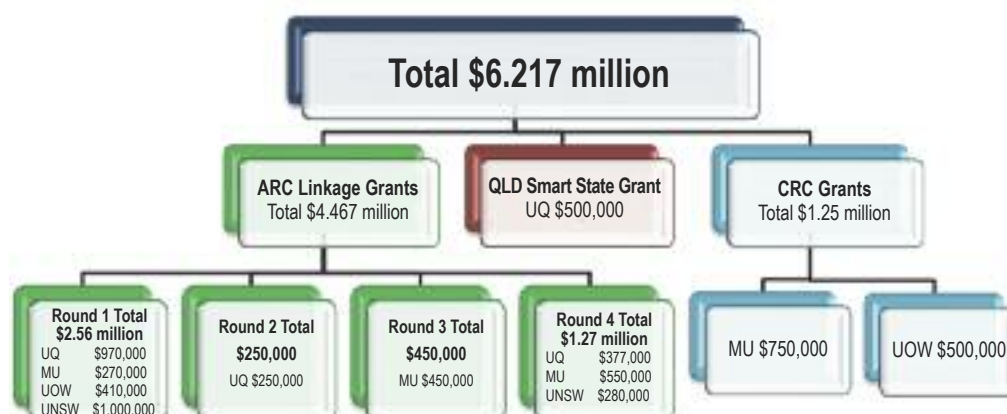 Total $6.217 million
ARC Linkage Grants
Total $4.467 million
QLD Smart State Grant
UQ $500,000
CRC Grants
Total $1.25 million
Round 1 Total
$2.56 million
UQ $970,000
MU $270,000
UOW $410,000
UNSW $1,000,000
Round 2 Total
$250,000
UQ $250,000
Round 3 Total
$450,000
MU $450,000
Round 4 Total
$1.27 million
UQ $377,000
MU $550,000
UNSW $280,000
MU $750,000
UOW $500,000